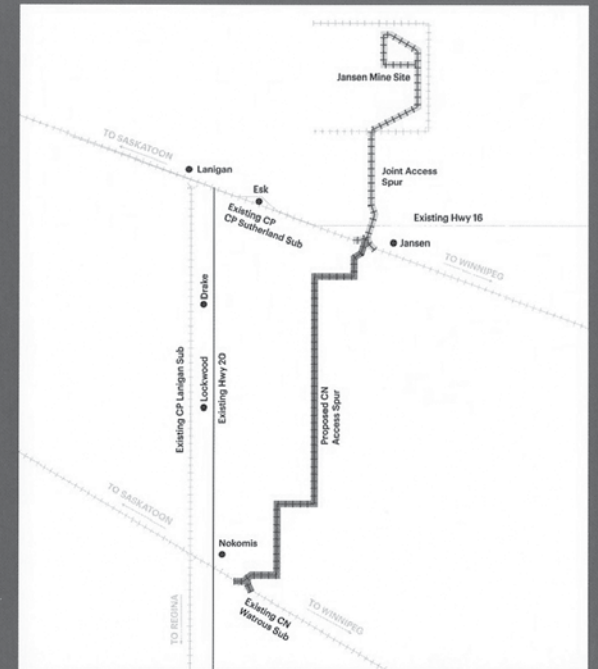 Jansen Mine Site
TO SASKATOON
Lanigan
Joint Access
Spur
Esk
Existing CP
CP Sutherland Sub
Existing Hwy 16
Jansen
TO WINNIPEG
Drake
Existing CP Lanigan Sub
Lockwood
Existing Hwy 20
Proposed CN
Access Spur
TO SASKATOON
Nokomis
Existing CN
Watrous Sub
TO REGINA
TO WINNIPEG